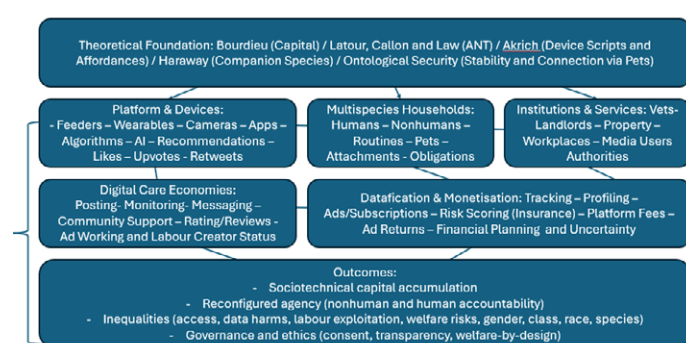 Theoretical Foundation: Bourdieu (Capital) / Latour, Callon and Law (ANT) / Akrich (Device Scripts and
Affordances) / Haraway (Companion Species) / Ontological Security (Stability and Connection via Pets)
Platform & Devices:
- Feeders – Wearables – Cameras – Apps –
Algorithms – AI – Recommendations –
Likes – Upvotes - Retweets
Multispecies Households:
Humans – Nonhumans –
Routines – Pets -
Attachments - Obligations
Institutions & Services: Vets-
Landlords – Property –
Workplaces – Media Users
Authorities
Digital Care Economies:
Posting- Monitoring- Messaging –
Community Support – Rating/Reviews -
Ad Working and Labour Creator Status
Datafication & Monetisation: Tracking – Profiling –
Ads/Subscriptions – Risk Scoring (Insurance) – Platform Fees –
Ad Returns – Financial Planning and Uncertainty
Outcomes:
- Sociotechnical capital accumulation
- Reconfigured agency (nonhuman and human accountability)
- Inequalities (access, data harms, labour exploitation, welfare risks, gender, class, race, species)
- Governance and ethics (consent, transparency, welfare-by-design)